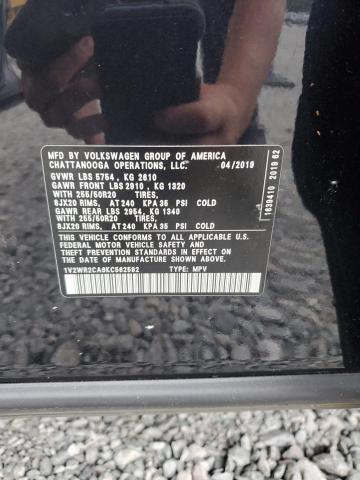 MFD BY VOLKSWAGEN GROUP OF AMERICA
CHATTANOOGA OPERATIONS, LLC. 04/2019
GVWR LBS 5754, KG 2610
GAWR FRONT LBS 2910, KG 1320
WITH 255/50R20 TIRES,
8JX20 RIMS, AT 240 KPA 35 PSI COLD
GAWR REAR LBS 2954, KG 1340
WITH 255/50R20 TIRES,
8JX20 RIMS, AT 240 KPA 35 PSI COLD
THIS VEHICLE CONFORMS TO ALL APPLICABLE U.S.
FEDERAL MOTOR VEHICLE SAFETY AND
THEFT PREVENTION STANDARDS IN EFFECT
ON THE DATE OF MANUFACTURE SHOWN ABOVE.
1V2WR2CA6KC562582 TYPE: MPV
1639410 2019 62